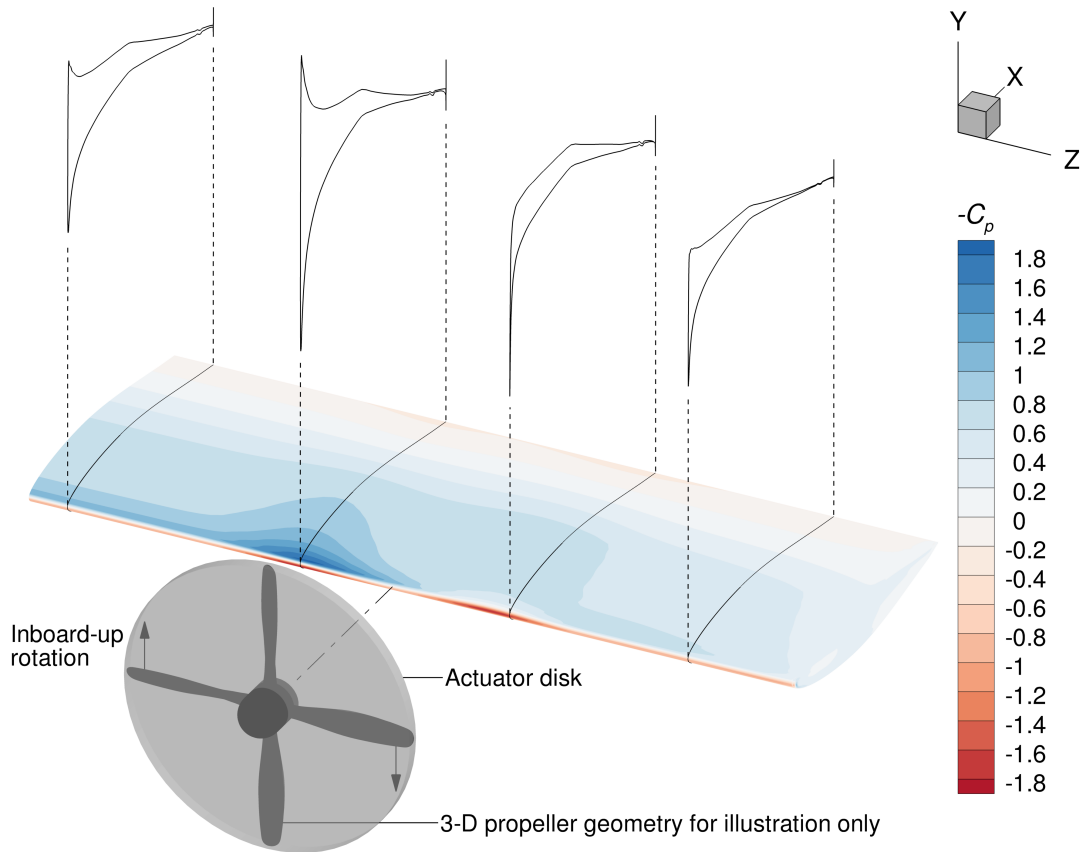 Y
X
Z
-Cp
1.8
1.6
1.4
1.2
1
0.8
0.6
0.4
0.2
0
-0.2
-0.4
-0.6
-0.8
-1
-1.2
-1.4
-1.6
-1.8
Inboard-up
rotation
Actuator disk
3-D propeller geometry for illustration only